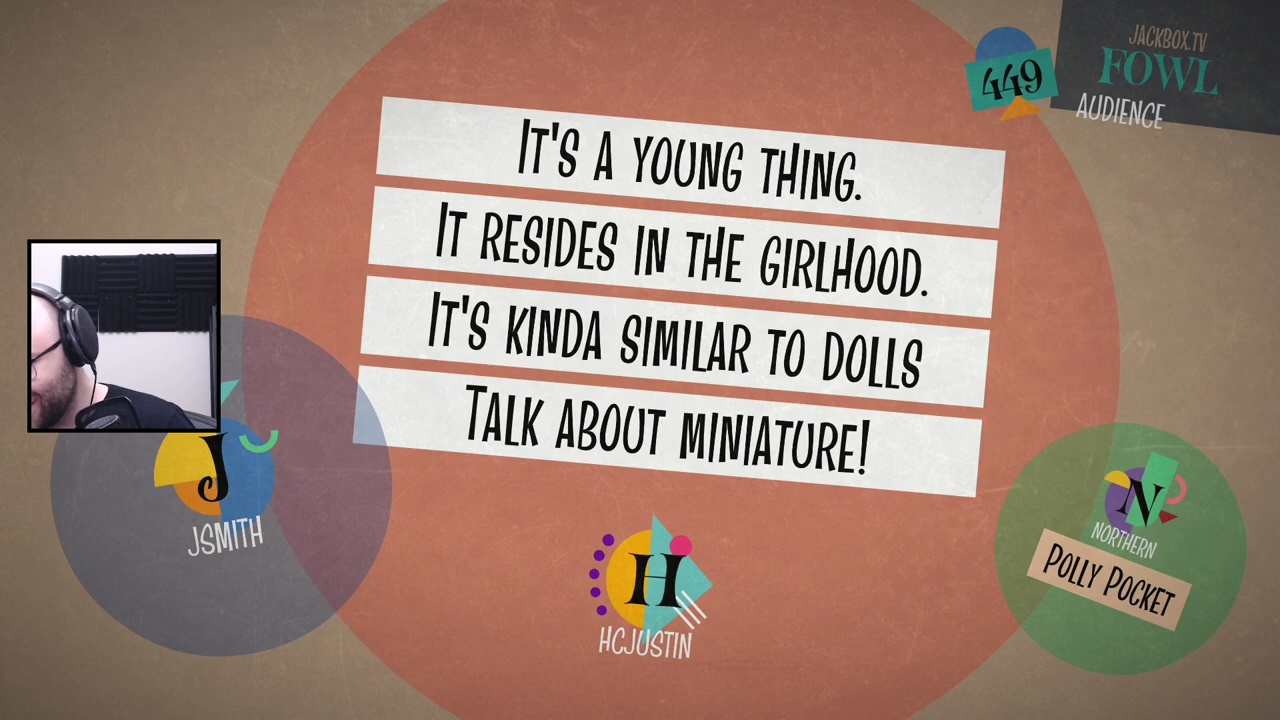 JACKBOX.TV
FOWL
449
AUDIENCE
IT'S A YOUNG THING.
IT RESIDES IN THE GIRLHOOD.
IT'S KINDA SIMILAR TO DOLLS
TALK ABOUT MINIATURE!
J
JSMITH
H
HCJUSTIN
N
NORTHERN
POLLY POCKET